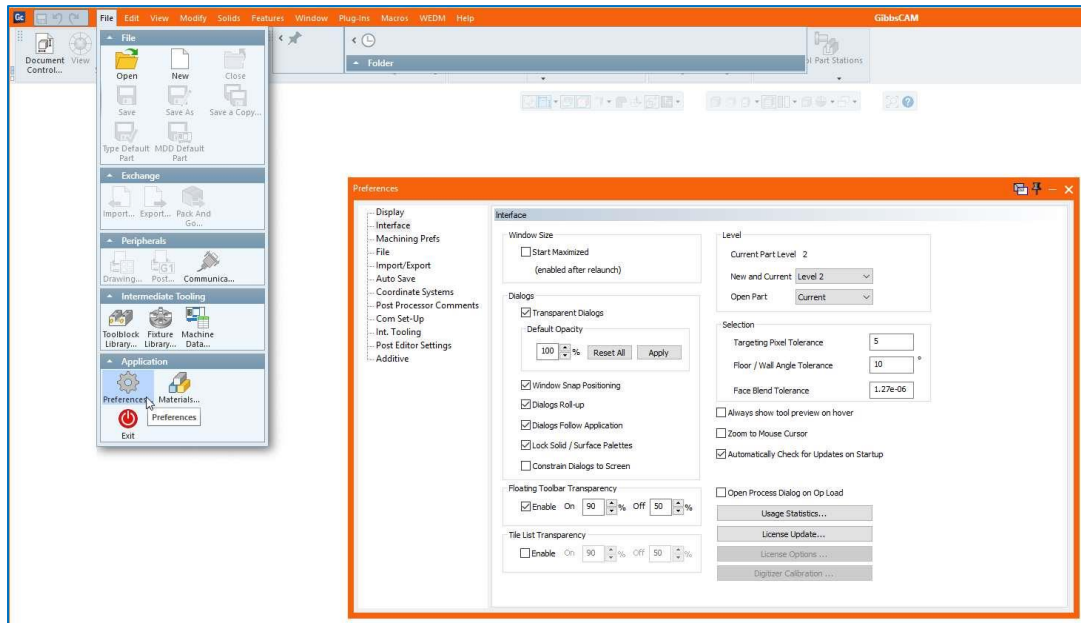 Gc File Edit View Modify Solids Features Window Plug-ins Macros WEDM Help GibbsCAM
Document Control...
View
Part Stations
File
Open New Close
Save Save As Save a Copy...
Type Default Part MDD Default Part
Exchange
Import... Export... Pack And Go...
Peripherals
Drawing... Post... Communica...
Intermediate Tooling
Toolblock Library... Fixture Library... Machine Data...
Application
Preferences Materials...
Preferences
Exit
Folder
Preferences
Display
Interface
Machining Prefs
File
Import/Export
Auto Save
Coordinate Systems
Post Processor Comments
Com Set-Up
Int. Tooling
Post Editor Settings
Additive
Interface
Window Size
Start Maximized
(enabled after relaunch)
Dialogs
Transparent Dialogs
Default Opacity
100 % Reset All Apply
Window Snap Positioning
Dialogs Roll-up
Dialogs Follow Application
Lock Solid / Surface Palettes
Constrain Dialogs to Screen
Floating Toolbar Transparency
Enable On 90 % Off 50 %
Tile List Transparency
Enable On 90 % Off 50 %
Level
Current Part Level 2
New and Current Level 2
Open Part Current
Selection
Targeting Pixel Tolerance 5
Floor / Wall Angle Tolerance 10 °
Face Blend Tolerance 1.27e-06
Always show tool preview on hover
Zoom to Mouse Cursor
Automatically Check for Updates on Startup
Open Process Dialog on Op Load
Usage Statistics...
License Update...
License Options ...
Digitizer Calibration ...